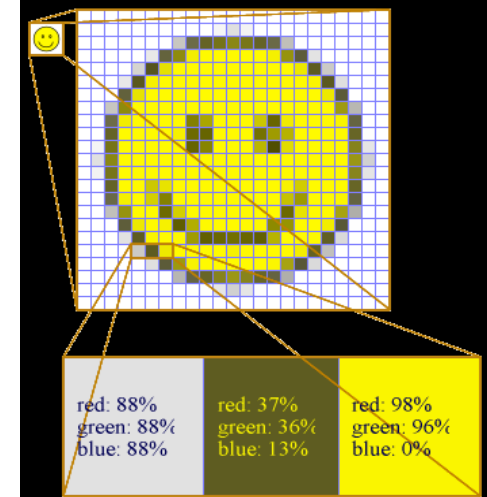 red: 88%
green: 88%
blue: 88%
red: 37%
green: 36%
blue: 13%
red: 98%
green: 96%
blue: 0%